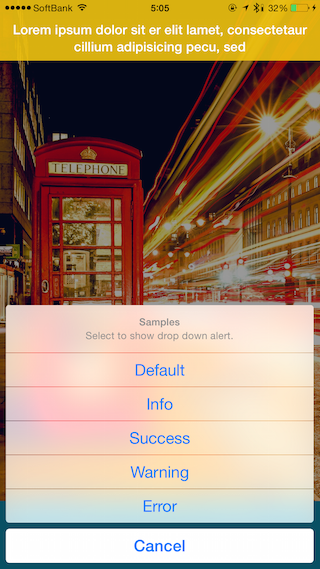 SoftBank 5:05 32%
Lorem ipsum dolor sit er elit lamet, consectetaur
cillium adipisicing pecu, sed
TELEPHONE
Samples
Select to show drop down alert.
Default
Info
Success
Warning
Error
Cancel